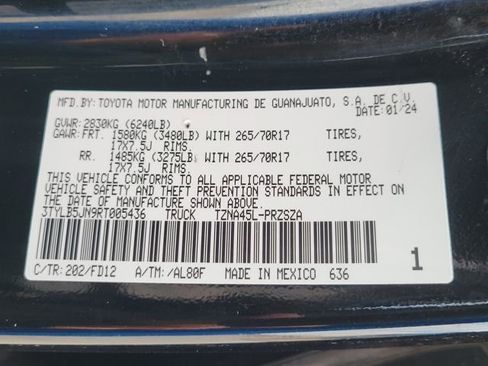 MFD.BY: TOYOTA MOTOR MANUFACTURING DE GUANAJUATO, S.A. DE C.V.
DATE: 01/24
GVWR: 2830KG (6240LB)
GAWR: FRT. 1580KG (3480LB) WITH 265/70R17 TIRES,
17X7.5J RIMS.
RR. 1485KG (3275LB) WITH 265/70R17 TIRES,
17X7.5J RIMS.
THIS VEHICLE CONFORMS TO ALL APPLICABLE FEDERAL MOTOR
VEHICLE SAFETY AND THEFT PREVENTION STANDARDS IN EFFECT ON
THE DATE OF MANUFACTURE SHOWN ABOVE.
3TYLB5JN9RT005436 TRUCK TZNA45L-PRZSZA
C/TR: 202/FD12 A/TM: /AL80F MADE IN MEXICO 636
1